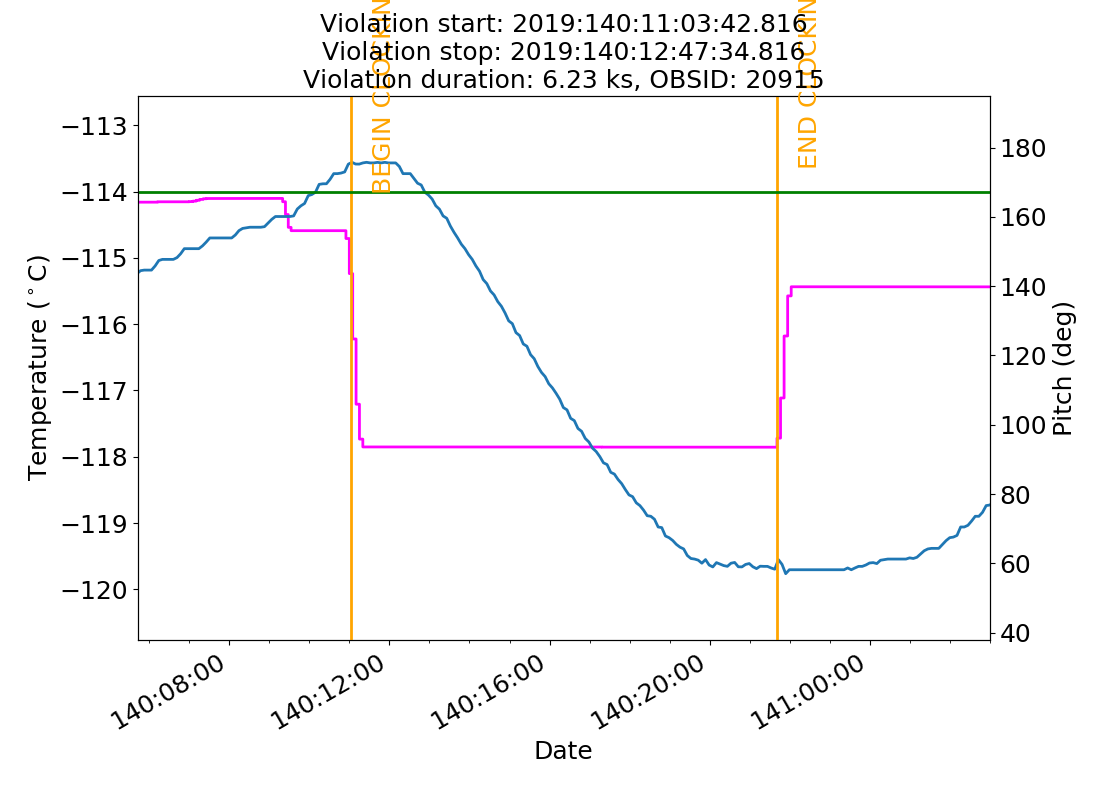 Violation start: 2019:140:11:03:42.816
Violation stop: 2019:140:12:47:34.816
Violation duration: 6.23 ks, OBSID: 20915
BEGIN CLOCKIN
END CLOCKIN
−113
−114
−115
−116
−117
−118
−119
−120
Temperature (°C)
180
160
140
120
100
80
60
40
Pitch (deg)
140:08:00
140:12:00
140:16:00
140:20:00
141:00:00
Date